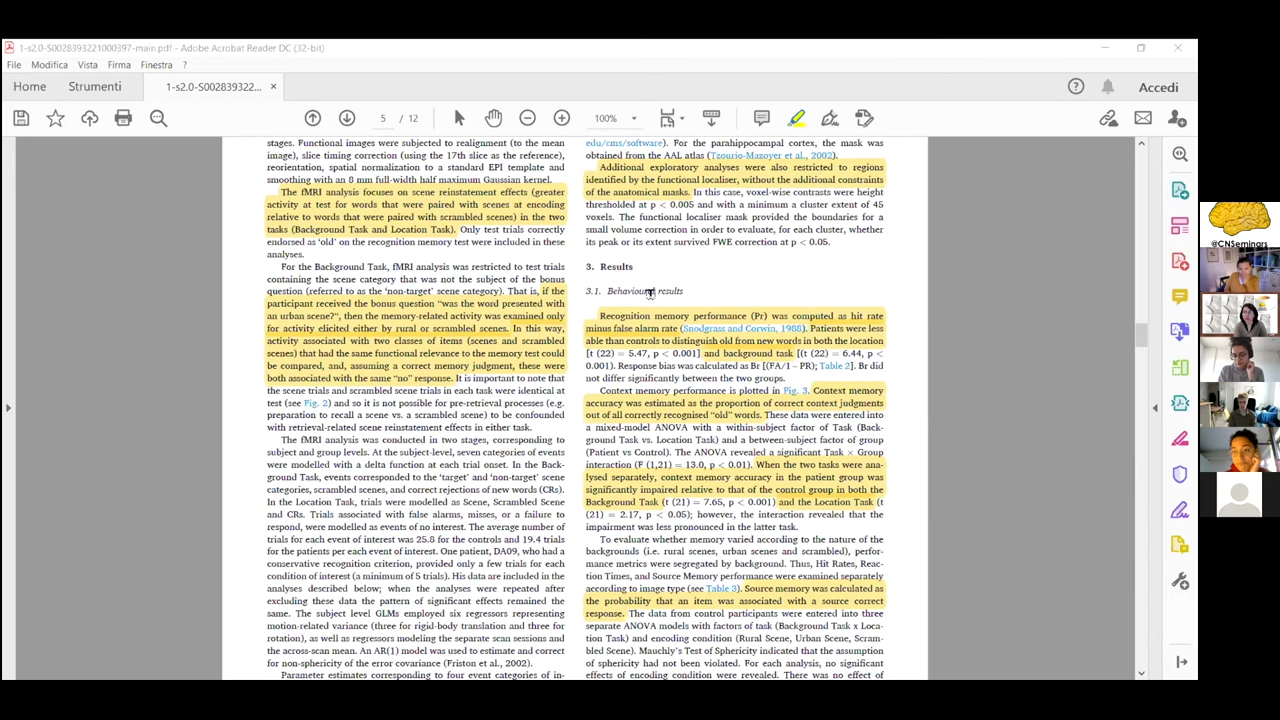 1-s2.0-S0028393221000397-main.pdf - Adobe Acrobat Reader DC (32-bit)
File Modifica Vista Firma Finestra ?
Home Strumenti 1-s2.0-S002839322... × Accedi
5 / 12 100%
stages. Functional images were subjected to realignment (to the mean
image), slice timing correction (using the 17th slice as the reference),
reorientation, spatial normalization to a standard EPI template and
smoothing with an 8 mm full-width half maximum Gaussian kernel.
The fMRI analysis focuses on scene reinstatement effects (greater
activity at test for words that were paired with scenes at encoding
relative to words that were paired with scrambled scenes) in the two
tasks (Background Task and Location Task). Only test trials correctly
endorsed as 'old' on the recognition memory test were included in these
analyses.
For the Background Task, fMRI analysis was restricted to test trials
containing the scene category that was not the subject of the bonus
question (referred to as the 'non-target' scene category). That is, if the
participant received the bonus question "was the word presented with
an urban scene?", then the memory-related activity was examined only
for activity elicited either by rural or scrambled scenes. In this way,
activity associated with two classes of items (scenes and scrambled
scenes) that had the same functional relevance to the memory test could
be compared, and, assuming a correct memory judgment, these were
both associated with the same "no" response. It is important to note that
the scene trials and scrambled scene trials in each task were identical at
test (see Fig. 2) and so it is not possible for pre-retrieval processes (e.g.
preparation to recall a scene vs. a scrambled scene) to be confounded
with retrieval-related scene reinstatement effects in either task.
The fMRI analysis was conducted in two stages, corresponding to
subject and group levels. At the subject-level, seven categories of events
were modelled with a delta function at each trial onset. In the Back-
ground Task, events corresponded to the 'target' and 'non-target' scene
categories, scrambled scenes, and correct rejections of new words (CRs).
In the Location Task, trials were modelled as Scene, Scrambled Scene
and CRs. Trials associated with false alarms, misses, or a failure to
respond, were modelled as events of no interest. The average number of
trials for each event of interest was 25.8 for the controls and 19.4 trials
for the patients per each event of interest. One patient, DA09, who had a
conservative recognition criterion, provided only a few trials for each
condition of interest (a minimum of 5 trials). His data are included in the
analyses described below; when the analyses were repeated after
excluding these data the pattern of significant effects remained the
same. The subject level GLMs employed six regressors representing
motion-related variance (three for rigid-body translation and three for
rotation), as well as regressors modeling the separate scan sessions and
the across-scan mean. An AR(1) model was used to estimate and correct
for non-sphericity of the error covariance (Friston et al., 2002).
Parameter estimates corresponding to four event categories of in-
edu/cms/software). For the parahippocampal cortex, the mask was
obtained from the AAL atlas (Tzourio-Mazoyer et al., 2002).
Additional exploratory analyses were also restricted to regions
identified by the functional localiser, without the additional constraints
of the anatomical masks. In this case, voxel-wise contrasts were height
thresholded at p < 0.005 and with a minimum a cluster extent of 45
voxels. The functional localiser mask provided the boundaries for a
small volume correction in order to evaluate, for each cluster, whether
its peak or its extent survived FWE correction at p < 0.05.
3. Results
3.1. Behavioural results
Recognition memory performance (Pr) was computed as hit rate
minus false alarm rate (Snodgrass and Corwin, 1988). Patients were less
able than controls to distinguish old from new words in both the location
[t (22) = 5.47, p < 0.001] and background task [(t (22) = 6.44, p <
0.001). Response bias was calculated as Br [(FA/1 – PR); Table 2]. Br did
not differ significantly between the two groups.
Context memory performance is plotted in Fig. 3. Context memory
accuracy was estimated as the proportion of correct context judgments
out of all correctly recognised "old" words. These data were entered into
a mixed-model ANOVA with a within-subject factor of Task (Back-
ground Task vs. Location Task) and a between-subject factor of group
(Patient vs Control). The ANOVA revealed a significant Task × Group
interaction (F (1,21) = 13.0, p < 0.01). When the two tasks were ana-
lysed separately, context memory accuracy in the patient group was
significantly impaired relative to that of the control group in both the
Background Task (t (21) = 7.65, p < 0.001) and the Location Task (t
(21) = 2.17, p < 0.05); however, the interaction revealed that the
impairment was less pronounced in the latter task.
To evaluate whether memory varied according to the nature of the
backgrounds (i.e. rural scenes, urban scenes and scrambled), perfor-
mance metrics were segregated by background. Thus, Hit Rates, Reac-
tion Times, and Source Memory performance were examined separately
according to image type (see Table 3). Source memory was calculated as
the probability that an item was associated with a source correct
response. The data from control participants were entered into three
separate ANOVA models with factors of task (Background Task x Loca-
tion Task) and encoding condition (Rural Scene, Urban Scene, Scram-
bled Scene). Mauchly's Test of Sphericity indicated that the assumption
of sphericity had not been violated. For each analysis, no significant
effects of encoding condition were revealed. There was no effect of
@CNSeminars